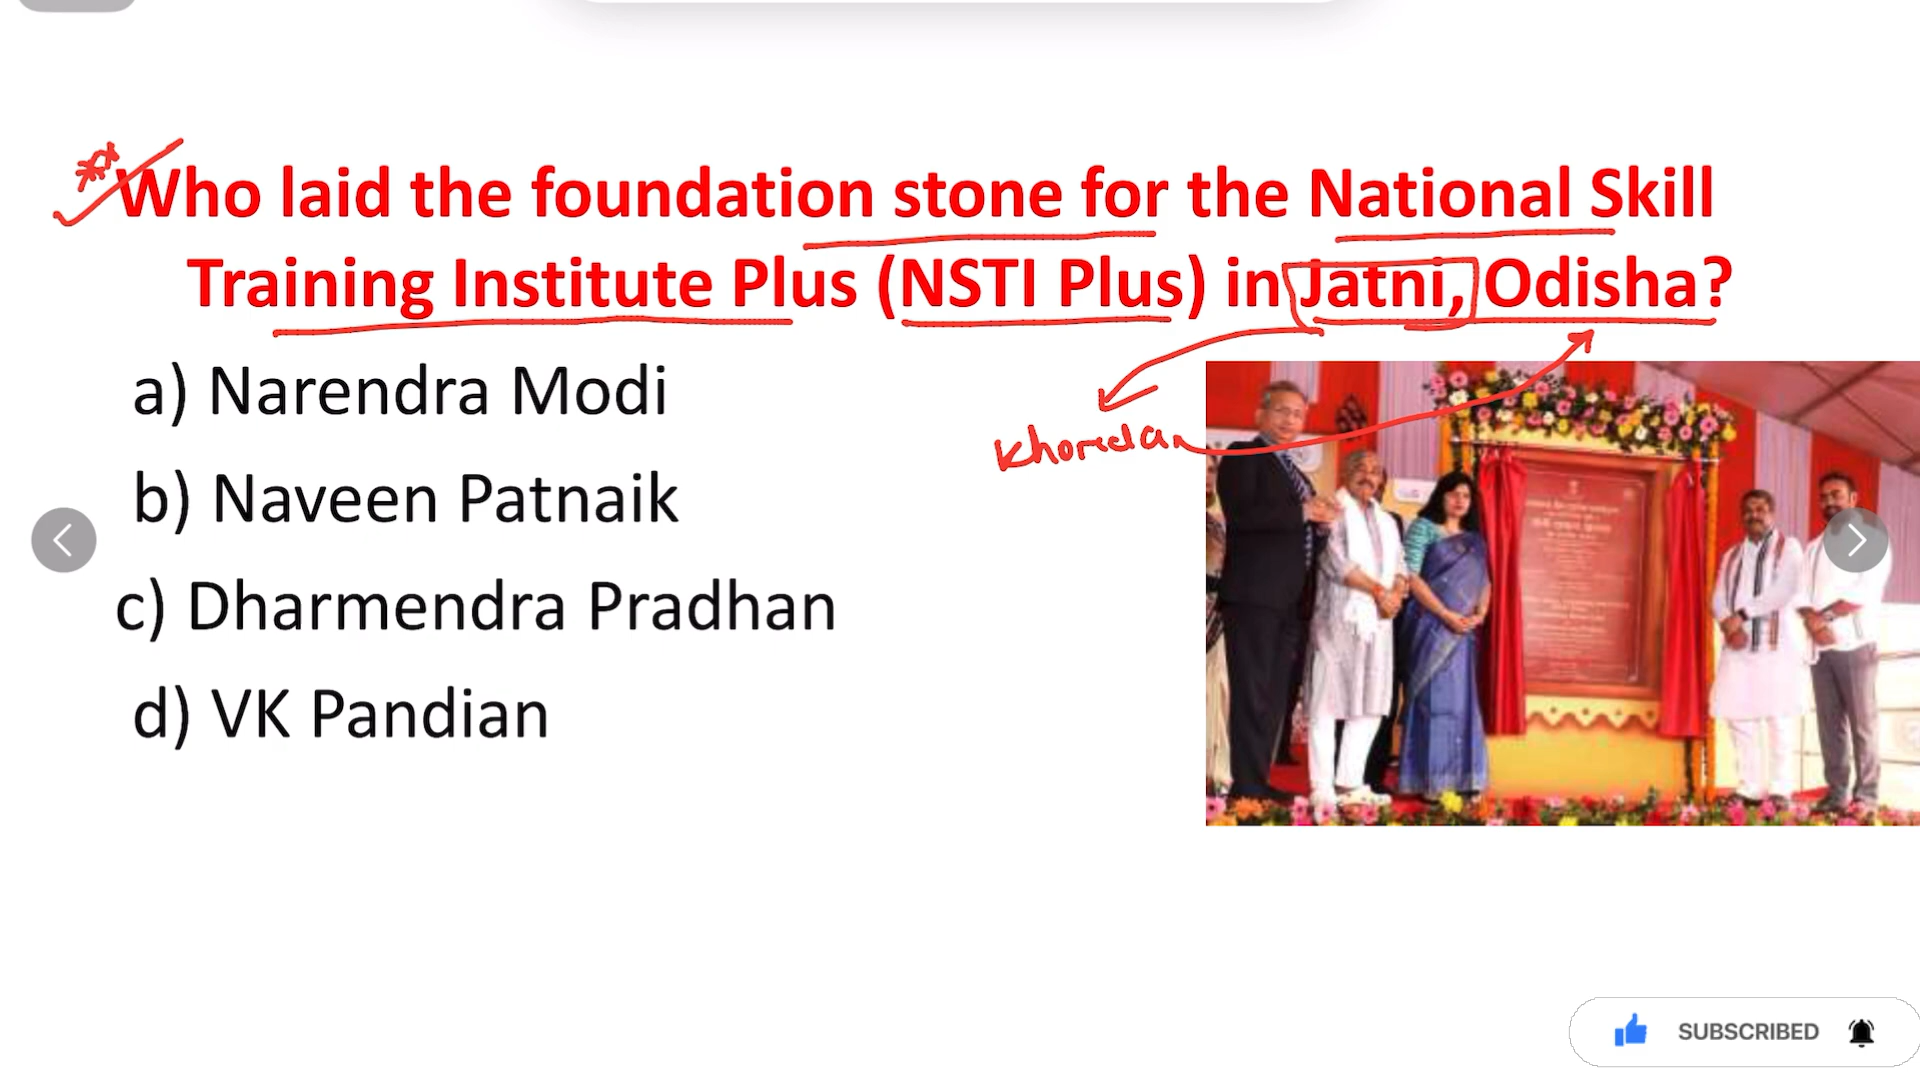 Who laid the foundation stone for the National Skill
Training Institute Plus (NSTI Plus) in Jatni, Odisha?
a) Narendra Modi
Khoredan
b) Naveen Patnaik
c) Dharmendra Pradhan
d) VK Pandian
SUBSCRIBED